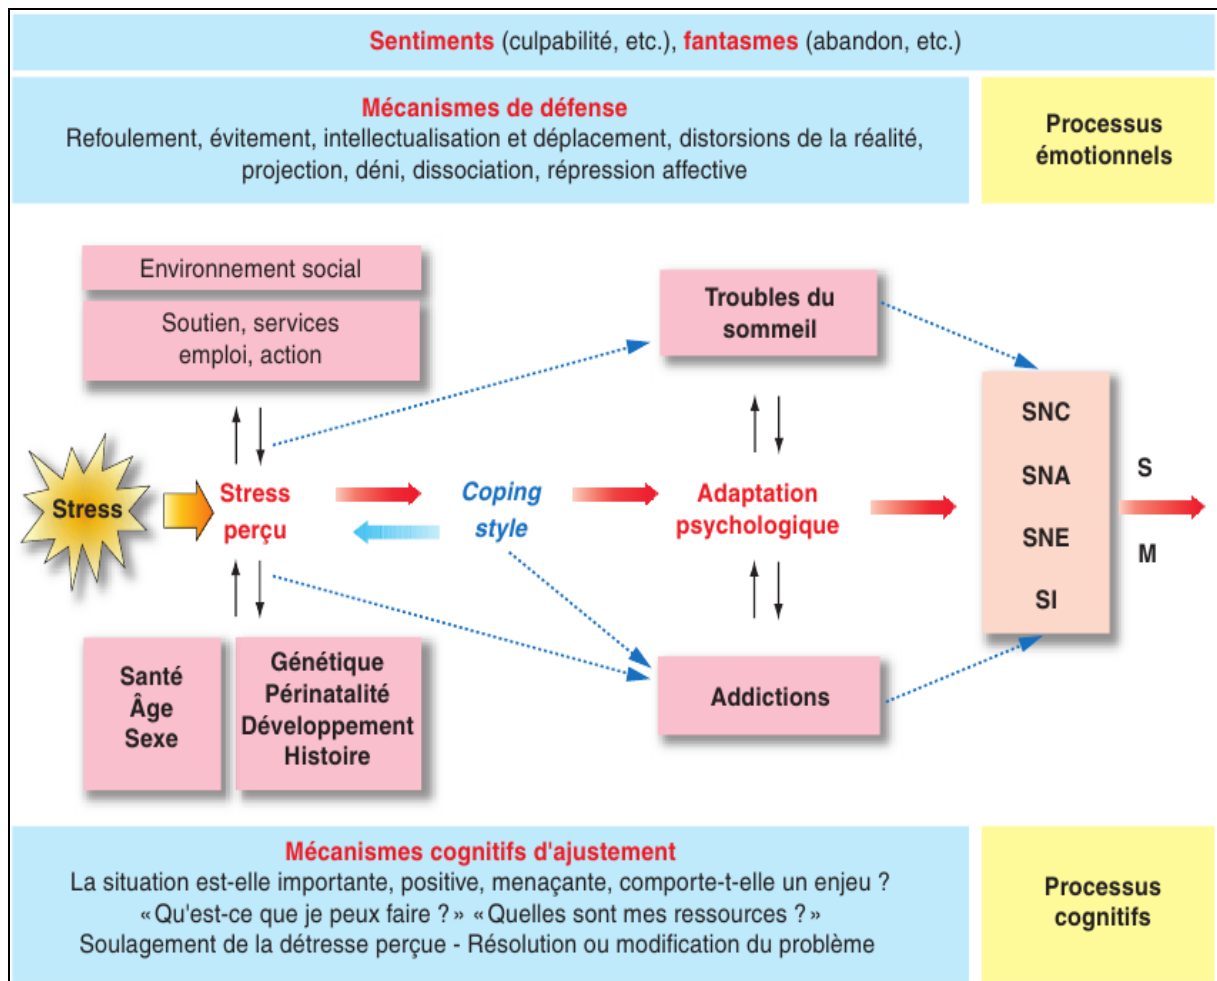 Sentiments (culpabilité, etc.), fantasmes (abandon, etc.)
Mécanismes de défense
Refoulement, évitement, intellectualisation et déplacement, distorsions de la réalité,
projection, déni, dissociation, répression affective
Processus
émotionnels
Environnement social
Soutien, services
emploi, action
Troubles du
sommeil
Stress
Stress
perçu
Coping
style
Adaptation
psychologique
SNC
SNA
SNE
SI
S
M
Santé
Âge
Sexe
Génétique
Périnatalité
Développement
Histoire
Addictions
Mécanismes cognitifs d'ajustement
La situation est-elle importante, positive, menaçante, comporte-t-elle un enjeu ?
«Qu'est-ce que je peux faire ?» «Quelles sont mes ressources ?»
Soulagement de la détresse perçue - Résolution ou modification du problème
Processus
cognitifs